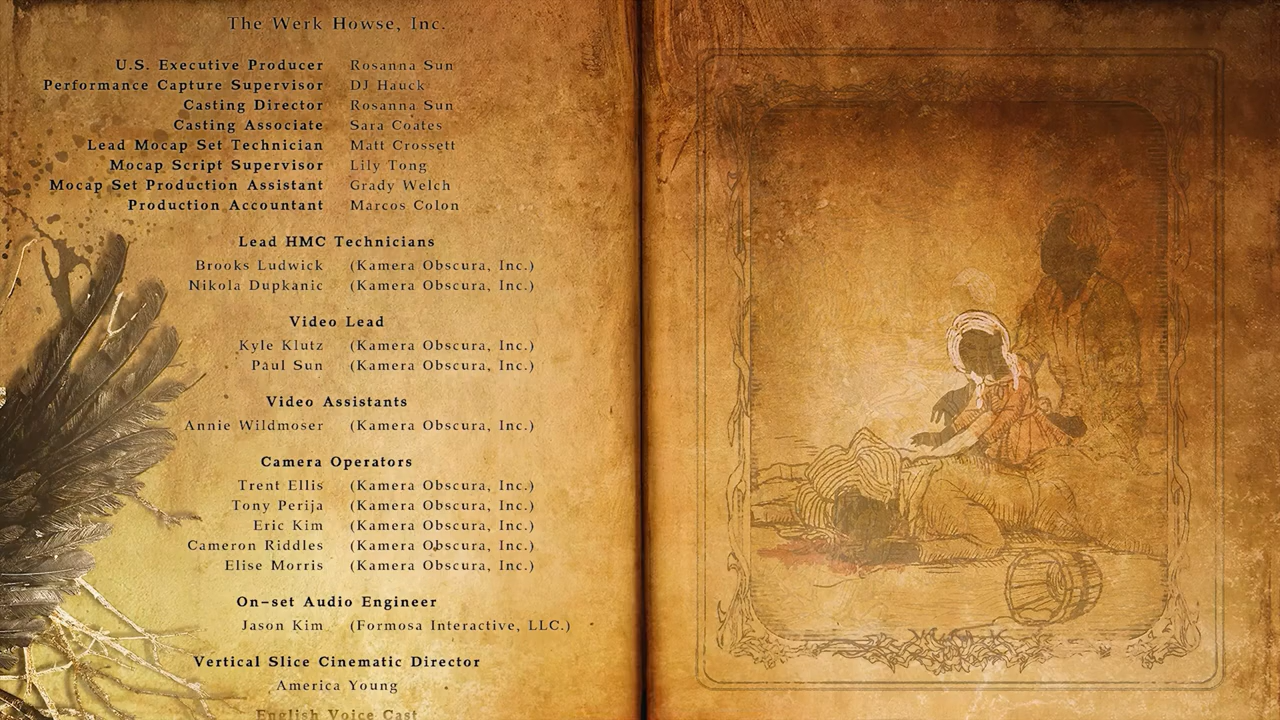 The Werk Howse, Inc.
U.S. Executive Producer Rosanna Sun
Performance Capture Supervisor DJ Hauck
Casting Director Rosanna Sun
Casting Associate Sara Coates
Lead Mocap Set Technician Matt Crossett
Mocap Script Supervisor Lily Tong
Mocap Set Production Assistant Grady Welch
Production Accountant Marcos Colon
Lead HMC Technicians
Brooks Ludwick (Kamera Obscura, Inc.)
Nikola Dupkanic (Kamera Obscura, Inc.)
Video Lead
Kyle Klutz (Kamera Obscura, Inc.)
Paul Sun (Kamera Obscura, Inc.)
Video Assistants
Annie Wildmoser (Kamera Obscura, Inc.)
Camera Operators
Trent Ellis (Kamera Obscura, Inc.)
Tony Perija (Kamera Obscura, Inc.)
Eric Kim (Kamera Obscura, Inc.)
Cameron Riddles (Kamera Obscura, Inc.)
Elise Morris (Kamera Obscura, Inc.)
On-set Audio Engineer
Jason Kim (Formosa Interactive, LLC.)
Vertical Slice Cinematic Director
America Young
English Voice Cast